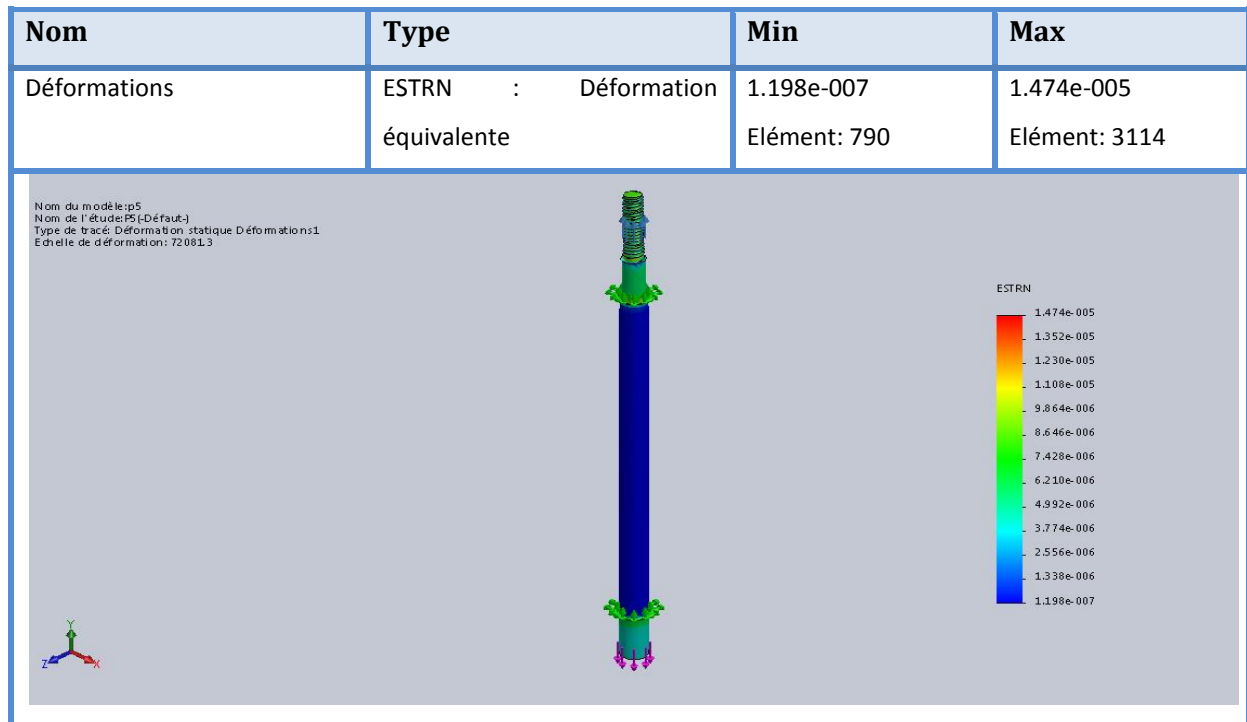 Nom Type Min Max
Déformations ESTRN : Déformation 1.198e-007 1.474e-005
équivalente Elément: 790 Elément: 3114
Nom du modèle:p5
Nom de l'étude:P5(-Défaut-)
Type de tracé: Déformation statique Déformations1
Echelle de déformation: 72081.3
ESTRN
1.474e-005
1.352e-005
1.230e-005
1.108e-005
9.864e-006
8.646e-006
7.428e-006
6.210e-006
4.992e-006
3.774e-006
2.556e-006
1.338e-006
1.198e-007
Y
Z X